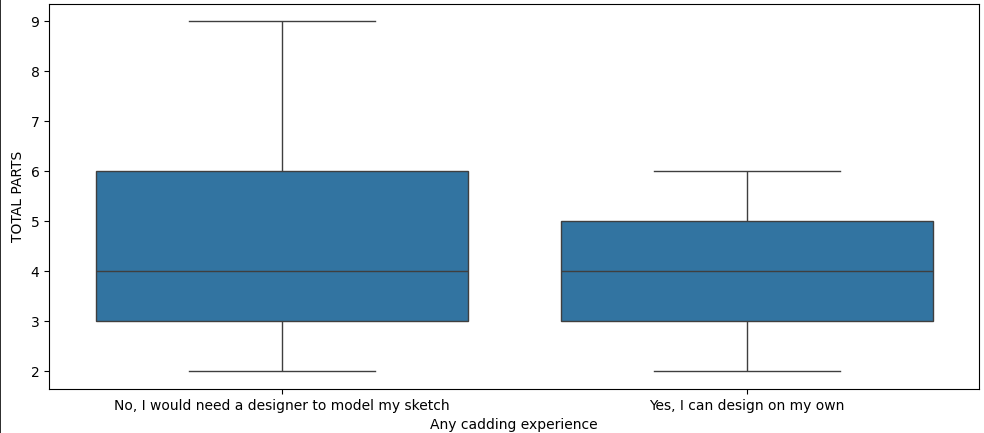 9
8
7
6
5
4
3
2
TOTAL PARTS
No, I would need a designer to model my sketch
Yes, I can design on my own
Any cadding experience